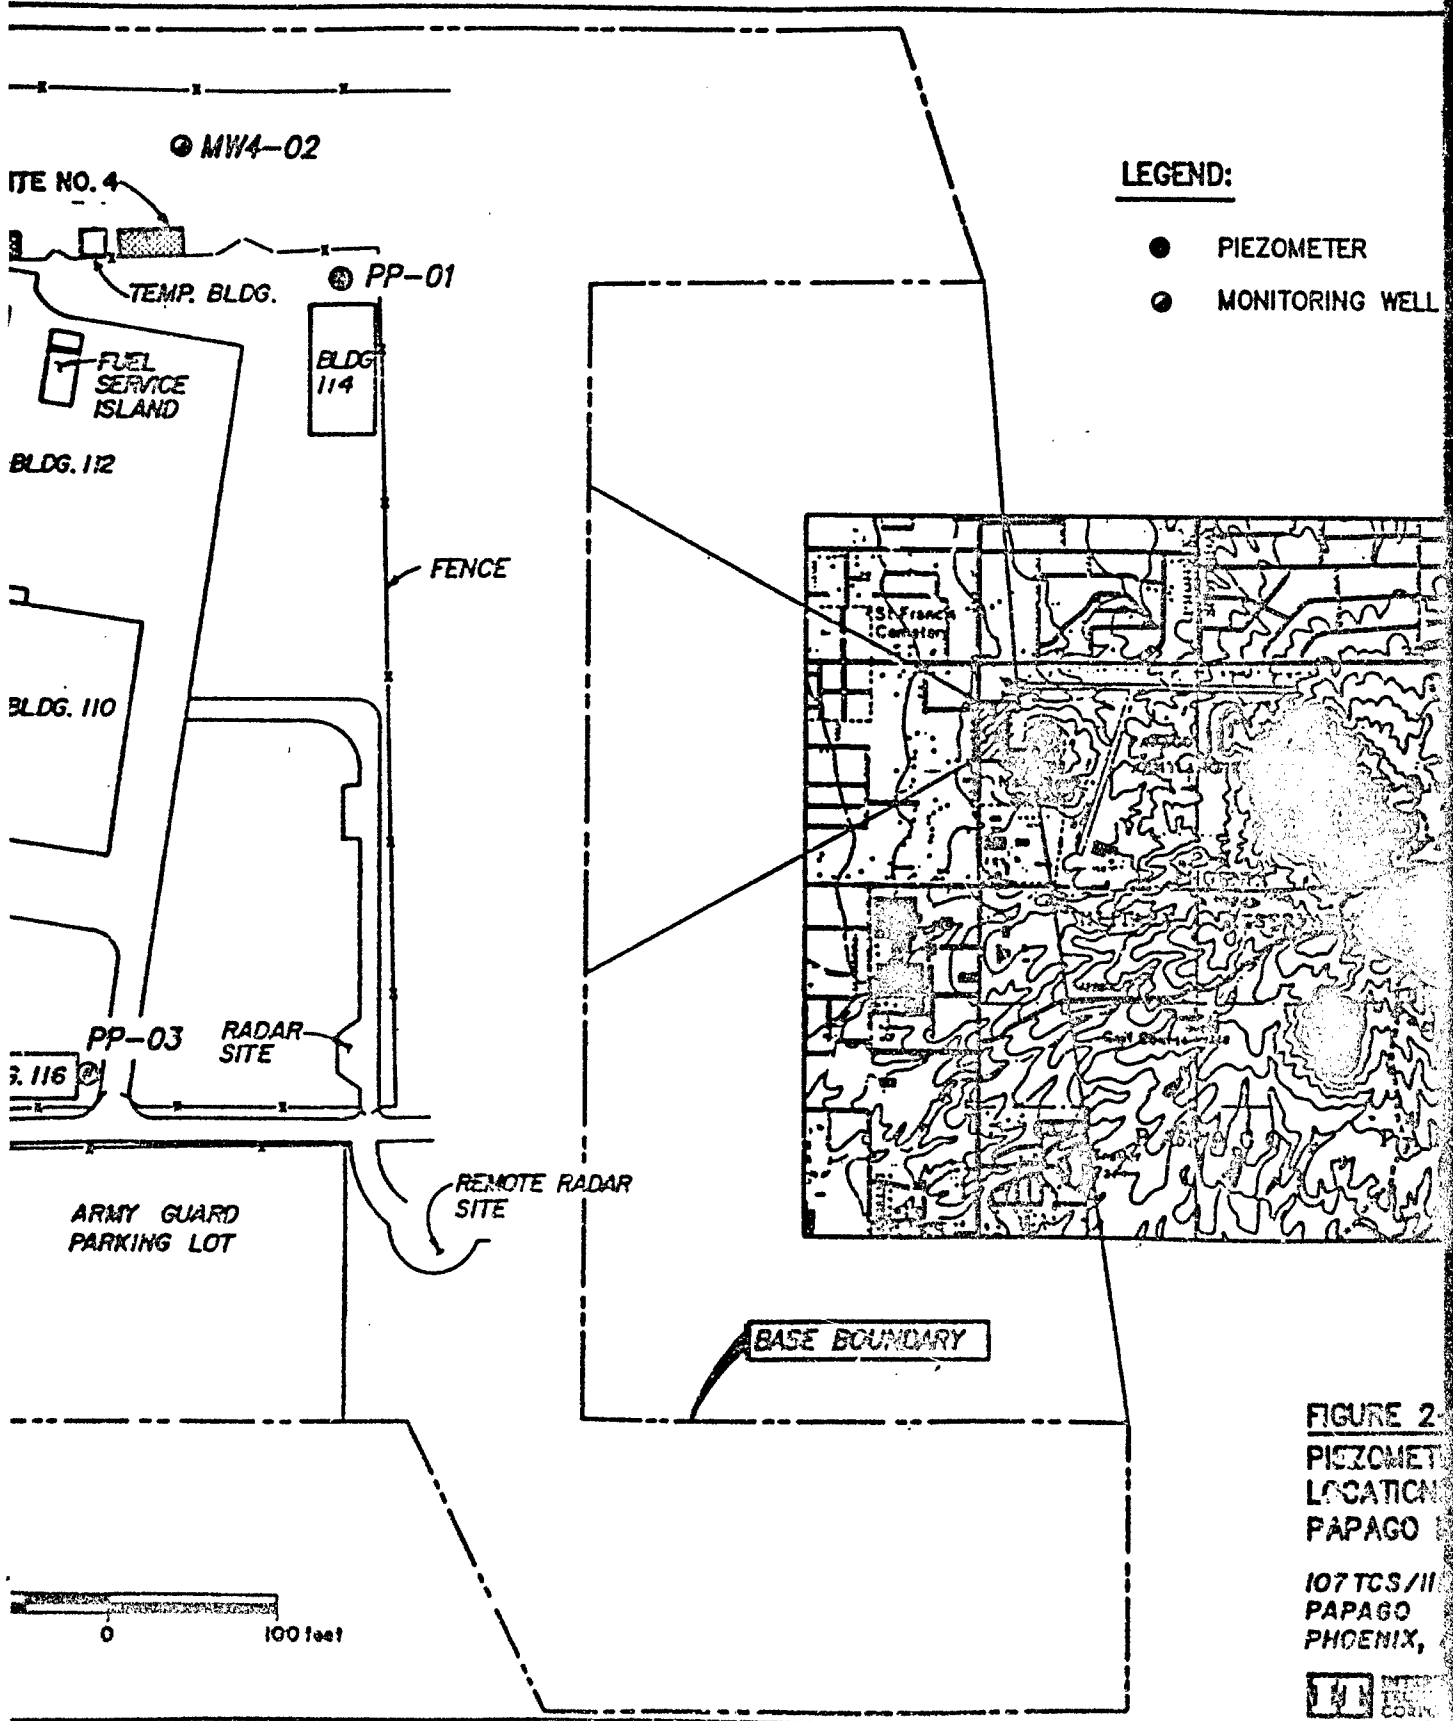 MW4-02
ITE NO. 4
LEGEND:
PIEZOMETER
PP-01
TEMP. BLDG.
MONITORING WELL
FUEL
SERVICE
ISLAND
BLDG
114
BLDG. 112
FENCE
St Francis
BLDG. 110
PP-03
RADAR
SITE
G. 116
REMOTE RADAR
SITE
ARMY GUARD
PARKING LOT
BASE BOUNDARY
FIGURE 2-
PIEZOMET
LOCATION
PAPAGO
107 TCS/11
PAPAGO
PHOENIX,
0
100 feet
IT